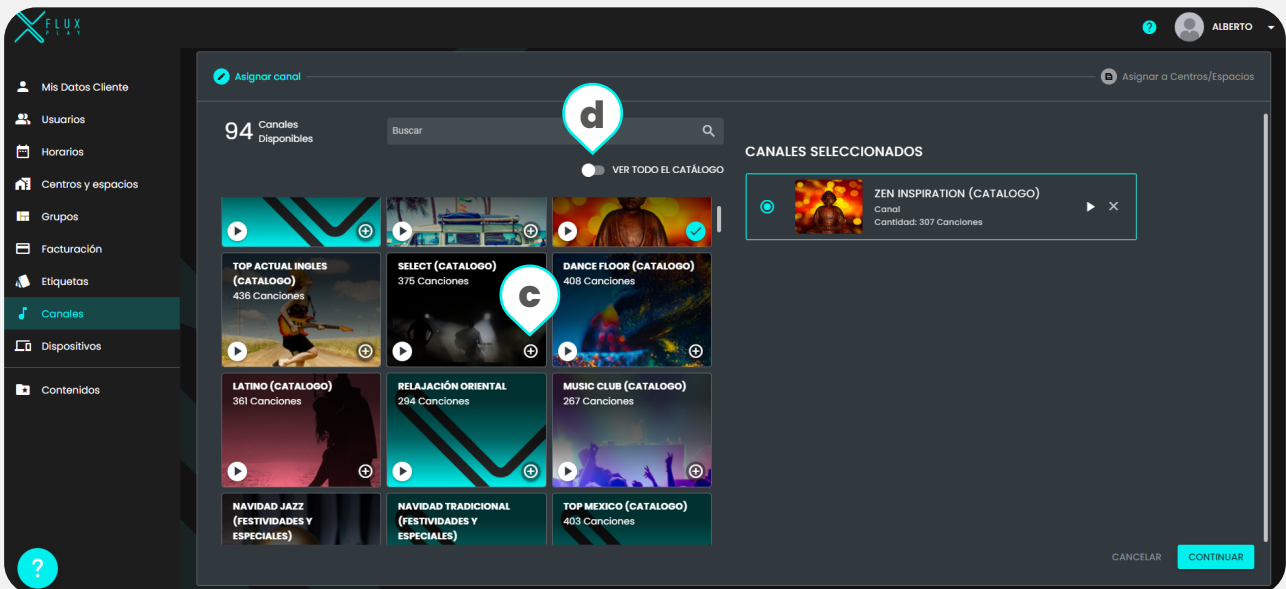 FLUX
PLAY
?
ALBERTO
Mis Datos Cliente
Usuarios
Horarios
Centros y espacios
Grupos
Facturación
Etiquetas
Canales
Dispositivos
Contenidos
?
Asignar canal
Asignar a Centros/Espacios
94 Canales
Disponibles
Buscar
d
VER TODO EL CATÁLOGO
TOP ACTUAL INGLES
(CATALOGO)
436 Canciones
SELECT (CATALOGO)
375 Canciones
c
DANCE FLOOR (CATALOGO)
408 Canciones
LATINO (CATALOGO)
361 Canciones
RELAJACIÓN ORIENTAL
294 Canciones
MUSIC CLUB (CATALOGO)
267 Canciones
NAVIDAD JAZZ
(FESTIVIDADES Y
ESPECIALES)
NAVIDAD TRADICIONAL
(FESTIVIDADES Y
ESPECIALES)
TOP MEXICO (CATALOGO)
403 Canciones
CANALES SELECCIONADOS
ZEN INSPIRATION (CATALOGO)
Canal
Cantidad: 307 Canciones
CANCELAR
CONTINUAR